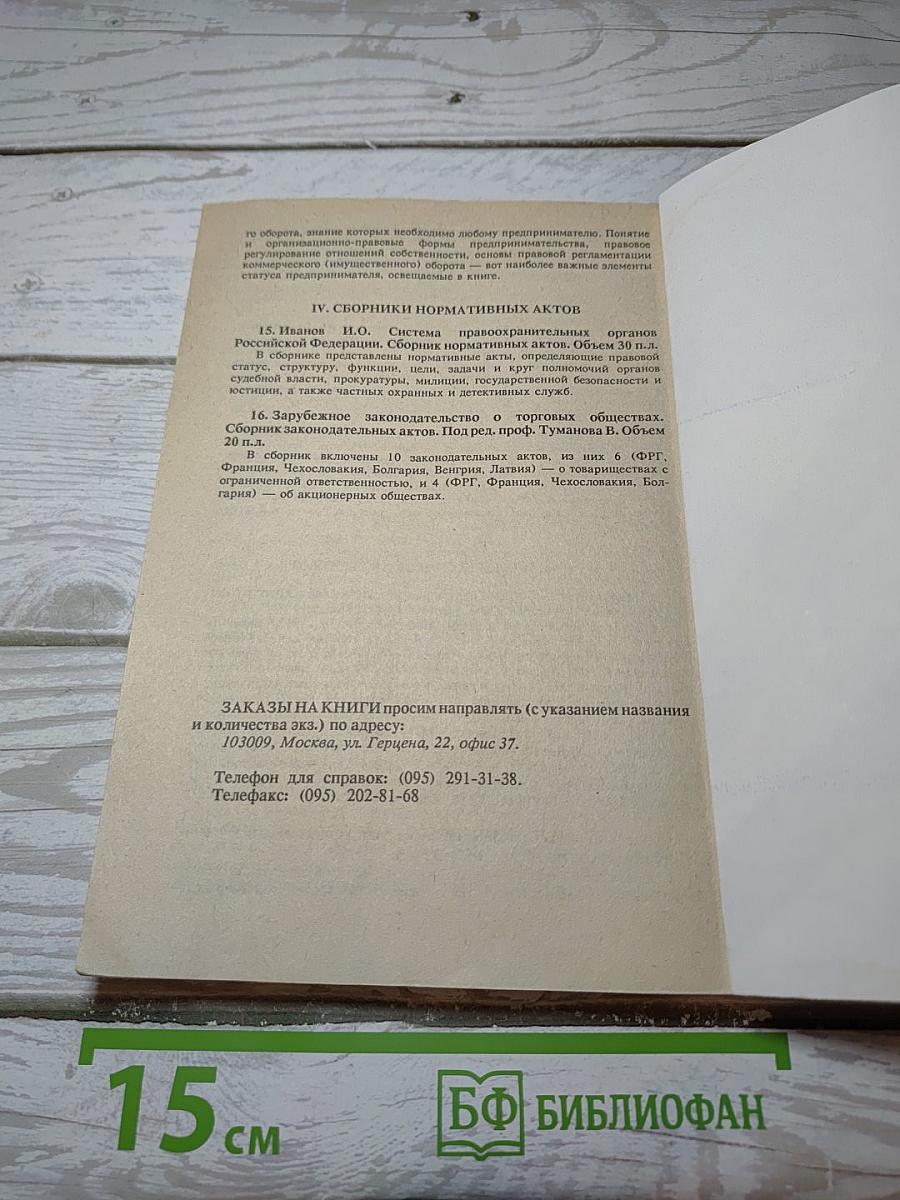 го оборота, знание которых необходимо любому предпринимателю. Понятие
и организационно-правовые формы предпринимательства, правовое
регулирование отношений собственности, основы правовой регламентации
коммерческого (имущественного) оборота — вот наиболее важные элементы
статуса предпринимателя, освещаемые в книге.
IV. СБОРНИКИ НОРМАТИВНЫХ АКТОВ
15. Иванов И.О. Система правоохранительных органов
Российской Федерации. Сборник нормативных актов. Объем 30 п.л.
В сборнике представлены нормативные акты, определяющие правовой
статус, структуру, функции, цели, задачи и круг полномочий органов
судебной власти, прокуратуры, милиции, государственной безопасности и
юстиции, а также частных охранных и детективных служб.
16. Зарубежное законодательство о торговых обществах.
Сборник законодательных актов. Под ред. проф. Туманова В. Объем
20 п.л.
В сборник включены 10 законодательных актов, из них 6 (ФРГ,
Франция, Чехословакия, Болгария, Венгрия, Латвия) — о товариществах с
ограниченной ответственностью, и 4 (ФРГ, Франция, Чехословакия, Бол-
гария) — об акционерных обществах.
ЗАКАЗЫ НА КНИГИ просим направлять (с указанием названия
и количества экз.) по адресу:
103009, Москва, ул. Герцена, 22, офис 37.
Телефон для справок: (095) 291-31-38.
Телефакс: (095) 202-81-68
15 см
БФ БИБЛИОФАН